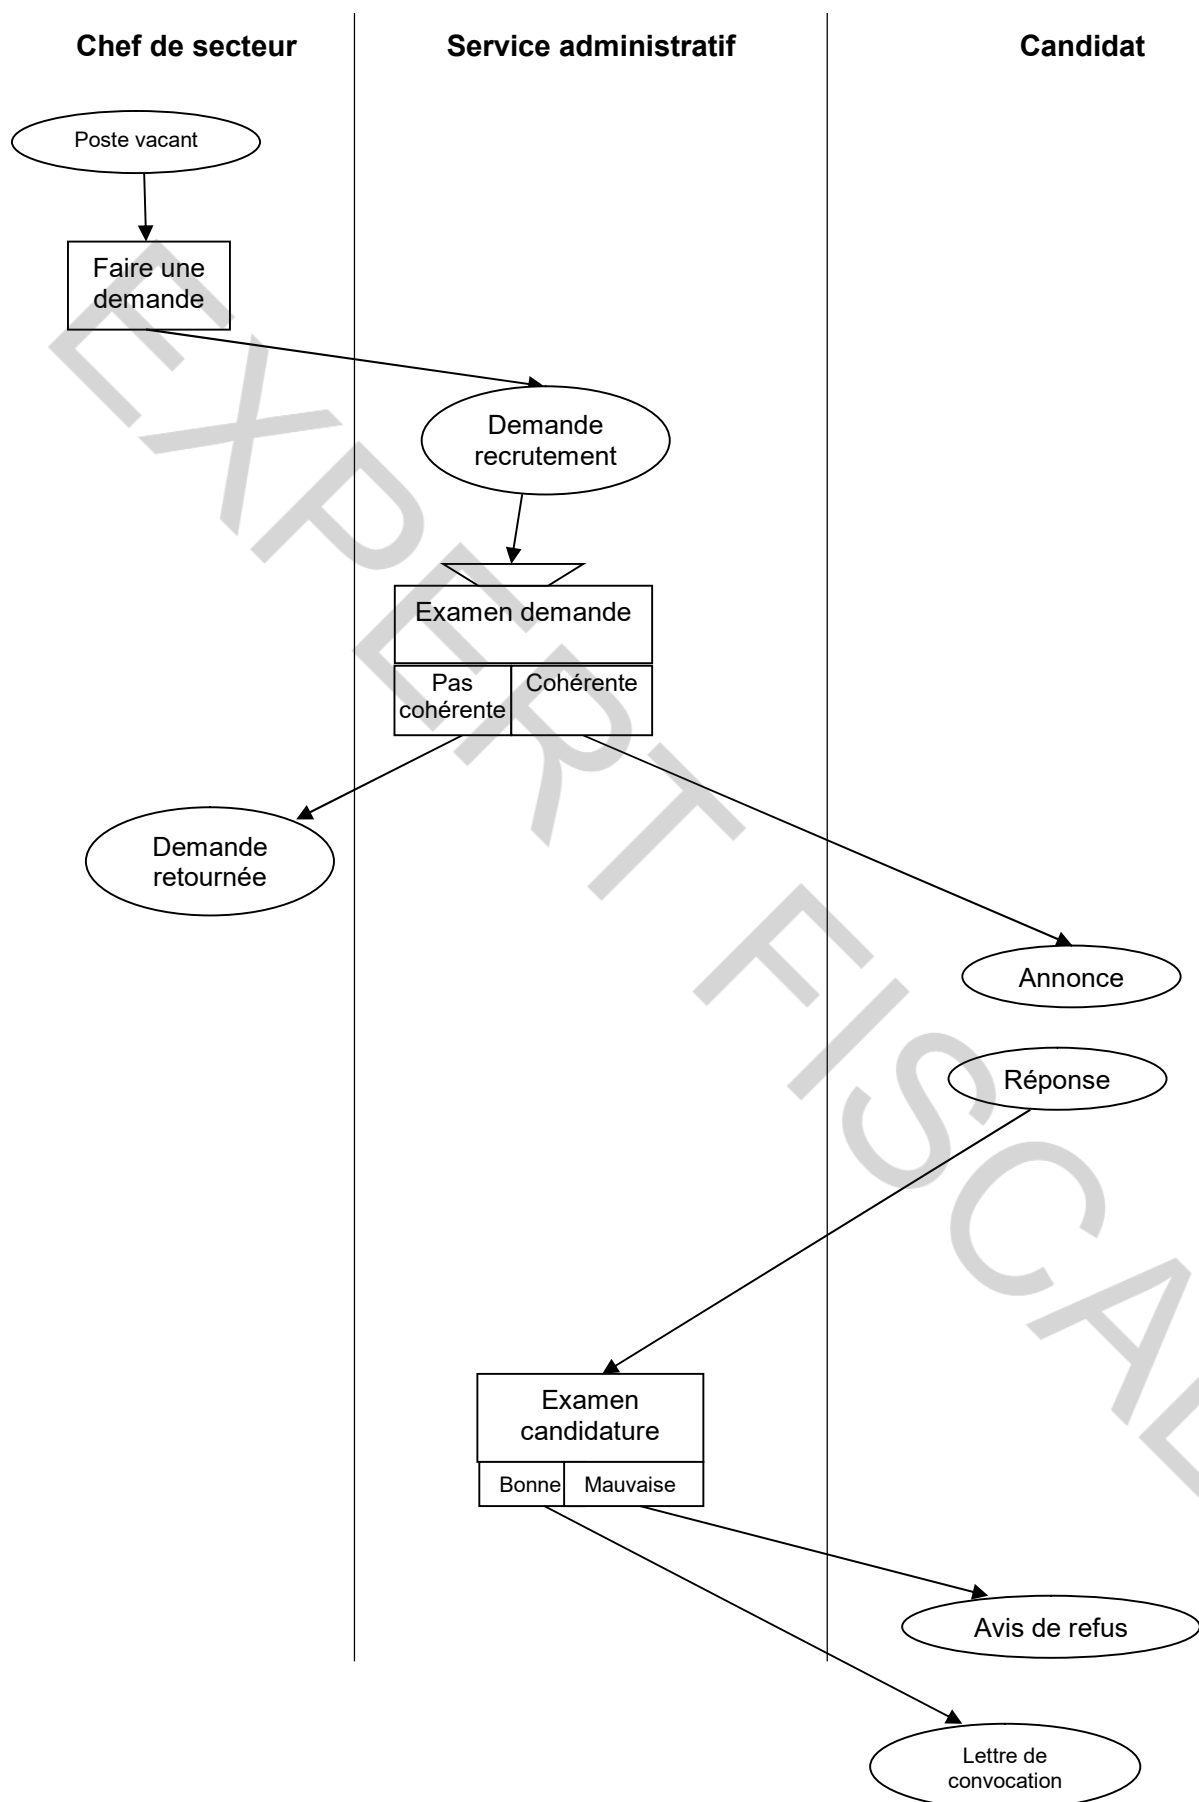 Chef de secteur
Service administratif
Candidat
Poste vacant
Faire une
demande
Demande
recrutement
Examen demande
Pas
cohérente
Cohérente
Demande
retournée
Annonce
Réponse
Examen
candidature
Bonne
Mauvaise
Avis de refus
Lettre de
convocation
EXPERT FISCAL